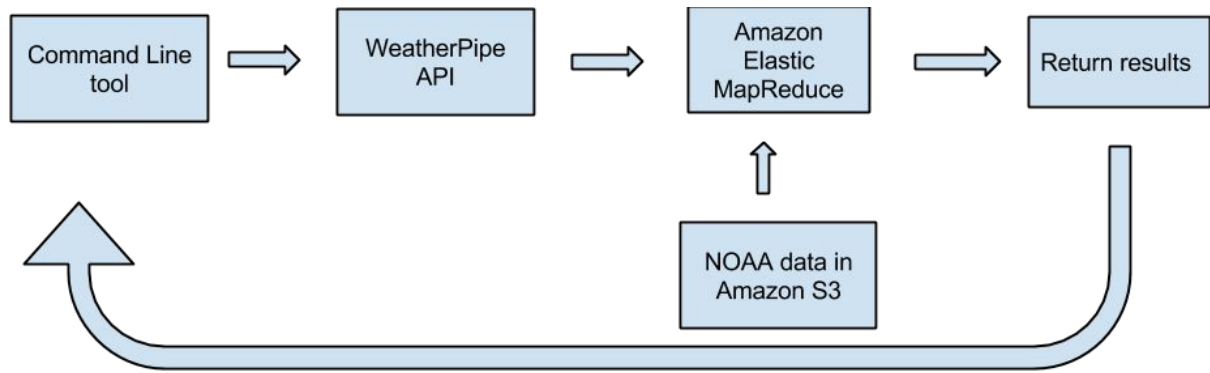 Command Line
tool
WeatherPipe
API
Amazon
Elastic
MapReduce
Return results
NOAA data in
Amazon S3